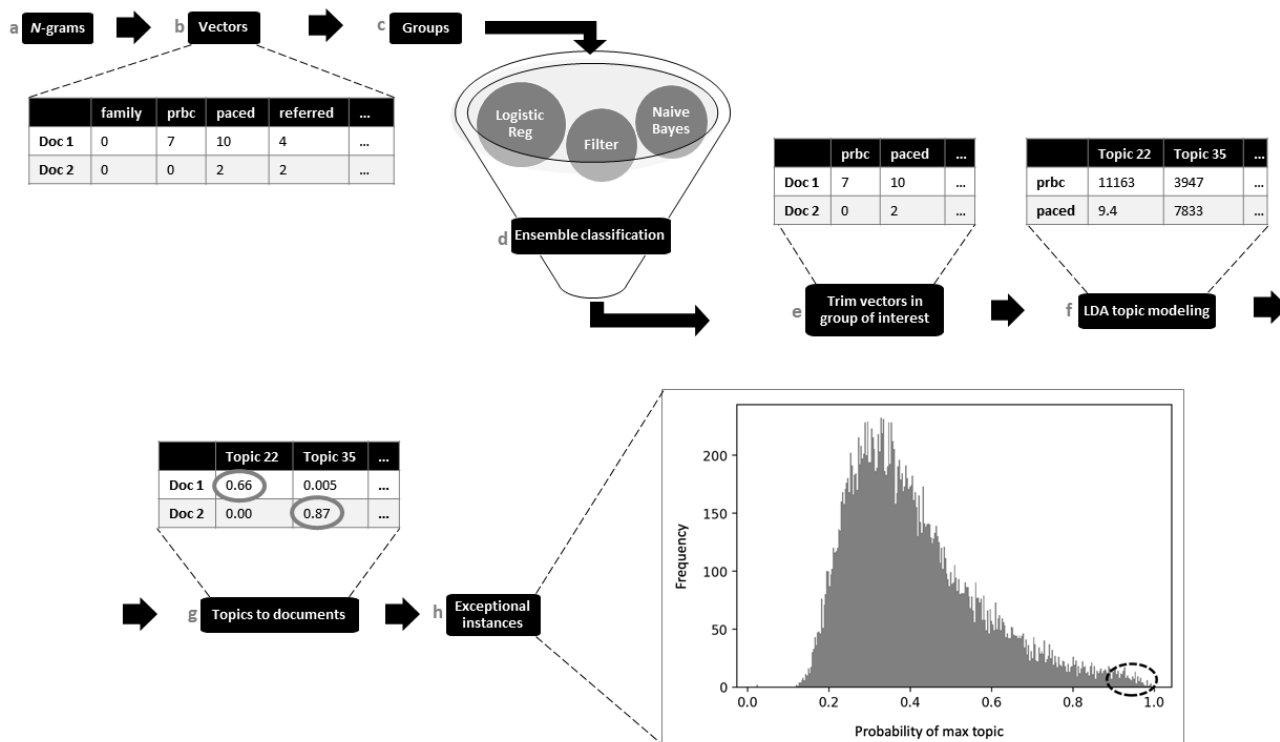 a N-grams
b Vectors
c Groups
family prbc paced referred ...
Doc 1 0 7 10 4 ...
Doc 2 0 0 2 2 ...
Logistic
Reg
Filter
Naive
Bayes
d Ensemble classification
prbc paced ...
Doc 1 7 10 ...
Doc 2 0 2 ...
e Trim vectors in
group of interest
Topic 22 Topic 35 ...
prbc 11163 3947 ...
paced 9.4 7833 ...
f LDA topic modeling
Topic 22 Topic 35 ...
Doc 1 0.66 0.005 ...
Doc 2 0.00 0.87 ...
g Topics to documents
h Exceptional
instances
Frequency
200
150
100
50
0
0.0 0.2 0.4 0.6 0.8 1.0
Probability of max topic